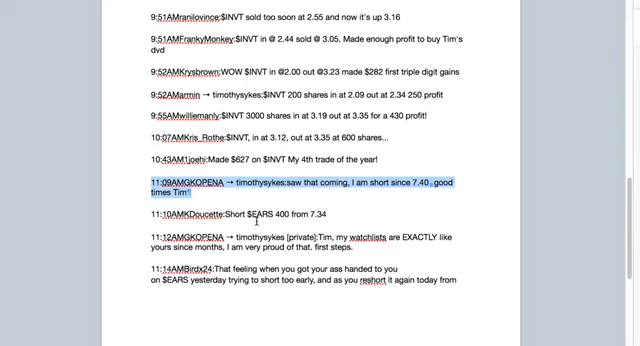 9:51AMranilovince:$INVT sold too soon at 2.55 and now it's up 3.16
9:51AMFrankyMonkey:$INVT in @ 2.44 sold @ 3.05. Made enough profit to buy Tim's
dvd
9:52AMKrysbrown:WOW $INVT in @2.00 out @3.23 made $282 first triple digit gains
9:52AMarmin → timothysykes:$INVT 200 shares in at 2.09 out at 2.34 250 profit
9:55AMwilliemanly:$INVT 3000 shares in at 3.19 out at 3.35 for a 430 profit!
10:07AMKris_Rothe:$INVT, in at 3.12, out at 3.35 at 600 shares...
10:43AM1joehj:Made $627 on $INVT My 4th trade of the year!
11:09AMGKOPENA → timothysykes:saw that coming, I am short since 7.40, good
times Tim"
11:10AMKDoucette:Short $EARS 400 from 7.34
11:12AMGKOPENA → timothysykes [private]:Tim, my watchlists are EXACTLY like
yours since months, I am very proud of that. first steps.
11:14AMBirdx24:That feeling when you got your ass handed to you
on $EARS yesterday trying to short too early, and as you reshort it again today from